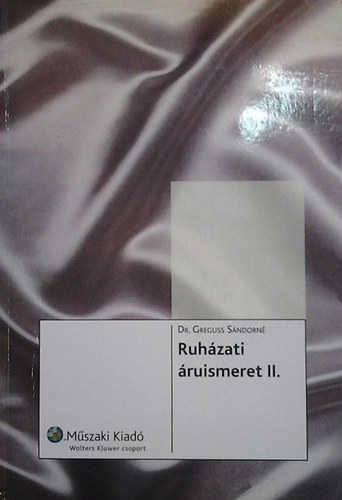 Dr. Greguss Sándorné
Ruházati
áruismeret II.
Műszaki Kiadó
Wolters Kluwer csoport